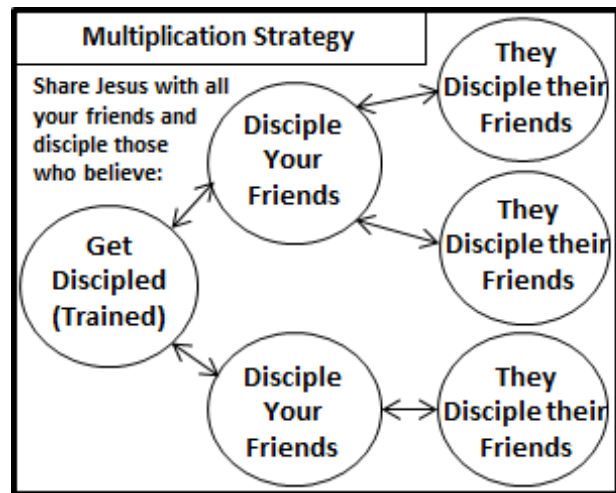 Multiplication Strategy
Share Jesus with all
your friends and
disciple those
who believe:
Get
Discipled
(Trained)
Disciple
Your
Friends
Disciple
Your
Friends
They
Disciple their
Friends
They
Disciple their
Friends
They
Disciple their
Friends